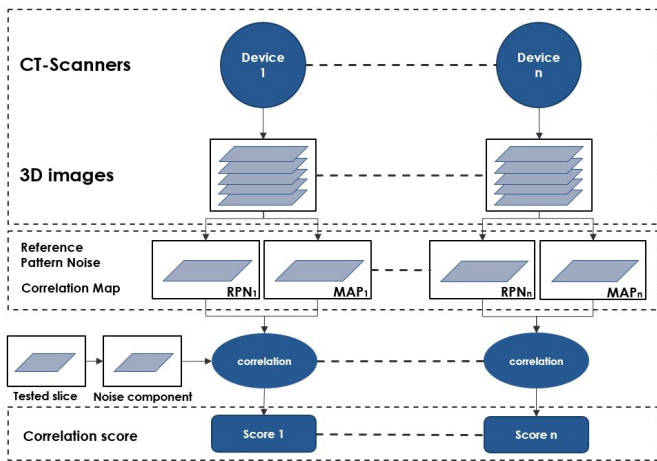 CT-Scanners
Device
1
Device
n
3D images
Reference
Pattern Noise
Correlation Map
RPN1
MAP1
RPNn
MAPn
correlation
correlation
Tested slice
Noise component
Correlation score
Score 1
Score n